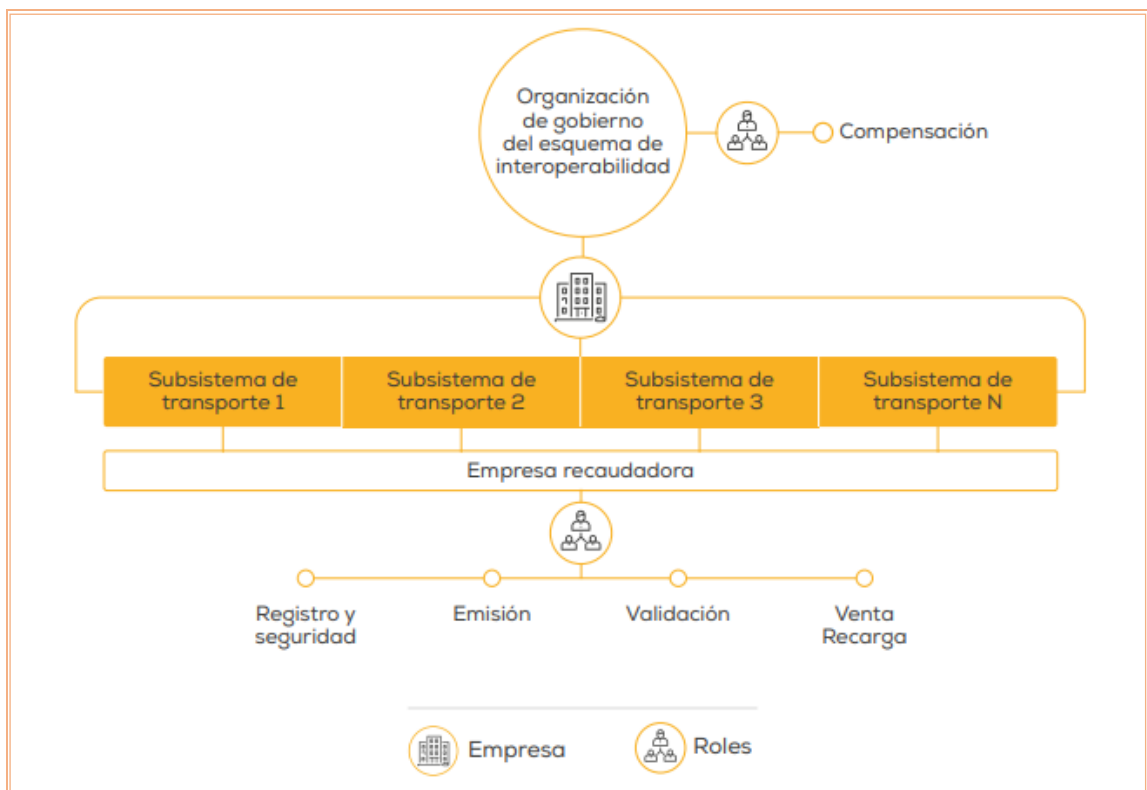 Organización
de gobierno
del esquema de
interoperabilidad
Compensación
Subsistema de
transporte 1
Subsistema de
transporte 2
Subsistema de
transporte 3
Subsistema de
transporte N
Empresa recaudadora
Registro y
seguridad
Emisión
Validación
Venta
Recarga
Empresa
Roles